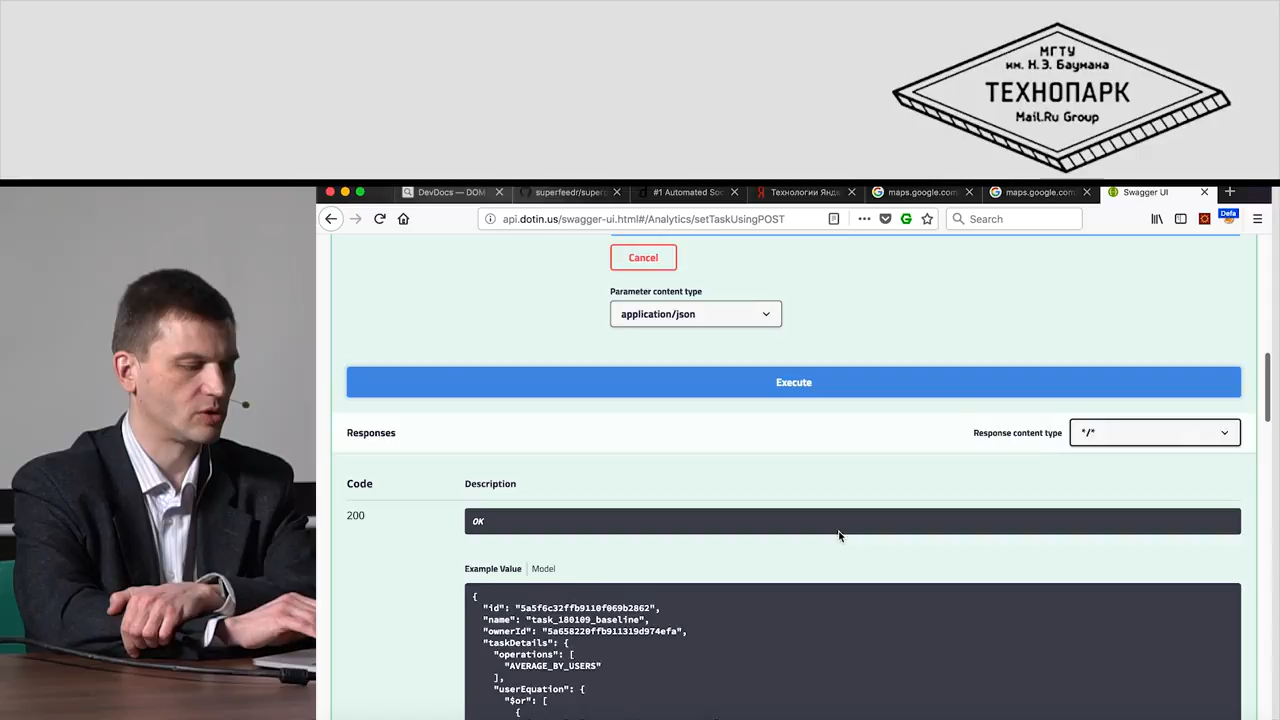 МГТУ
им. Н.Э. Баумана
ТЕХНОПАРК
Mail.Ru Group
DevDocs — DOM
superfeedr/super
#1 Automated Soc
Технологии Янд
maps.google.com
maps.google.com
Swagger UI
api.dotin.us/swagger-ui.html#/Analytics/setTaskUsingPOST
Search
Defa
Cancel
Parameter content type
application/json
Execute
Responses
Response content type
*/*
Code
Description
200
OK
Example Value
Model
{
"id": "5a5f6c32ffb9110f069b2862",
"name": "task_180109_baseline",
"ownerId": "5a658220ffb911319d974efa",
"taskDetails": {
"operations": [
"AVERAGE_BY_USERS"
],
"userEquation": {
"$or": [
{